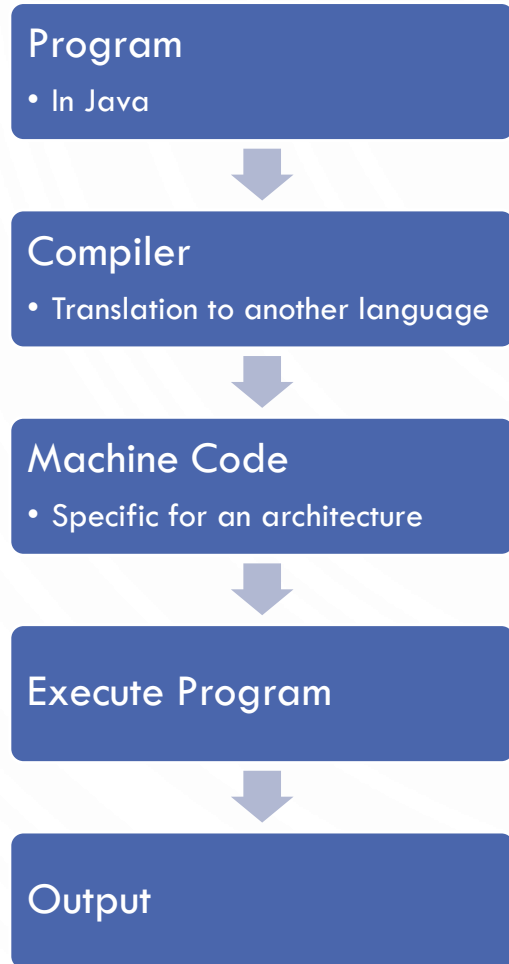 Program
• In Java
Compiler
• Translation to another language
Machine Code
• Specific for an architecture
Execute Program
Output